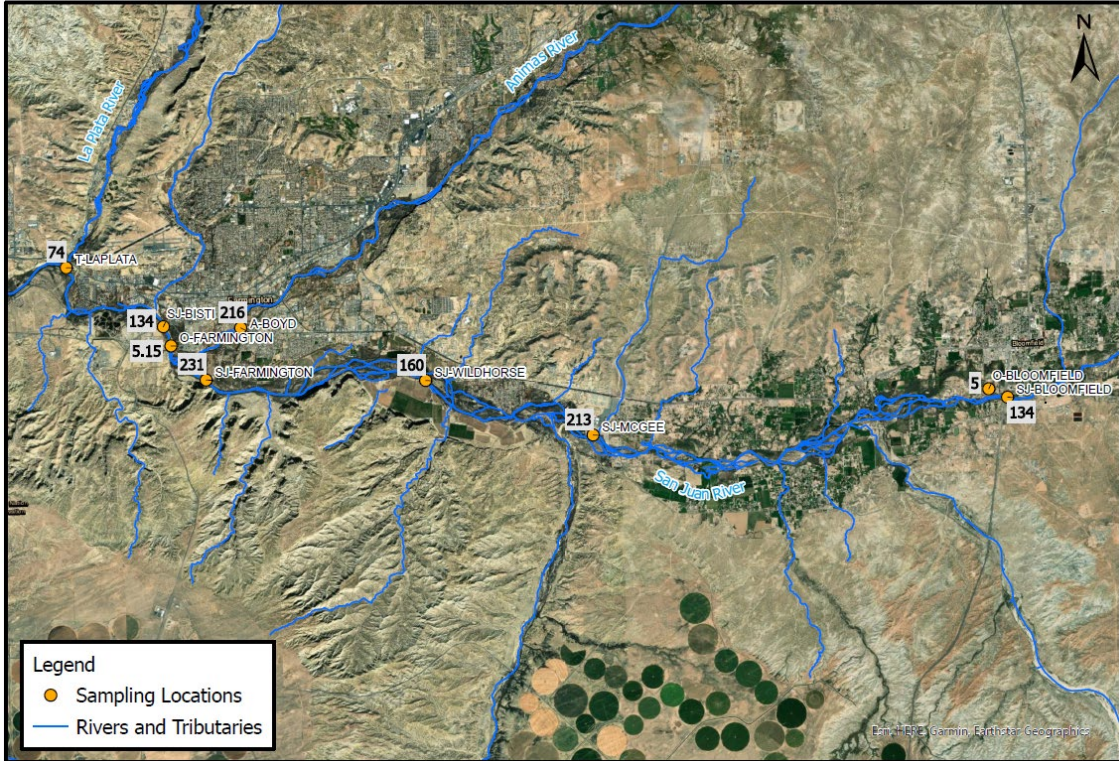 N
La Plata River
Animas River
74
T-LAPLATA
134
SJ-BISTI
216
A-BOYD
5.15
O-FARMINGTON
231
SJ-FARMINGTON
160
SJ-WILDHORSE
213
SJ-MCGEE
San Juan River
Bloomfield
5
O-BLOOMFIELD
SJ-BLOOMFIELD
134
Legend
Sampling Locations
Rivers and Tributaries
Esri, HERE, Garmin, Earthstar Geographics